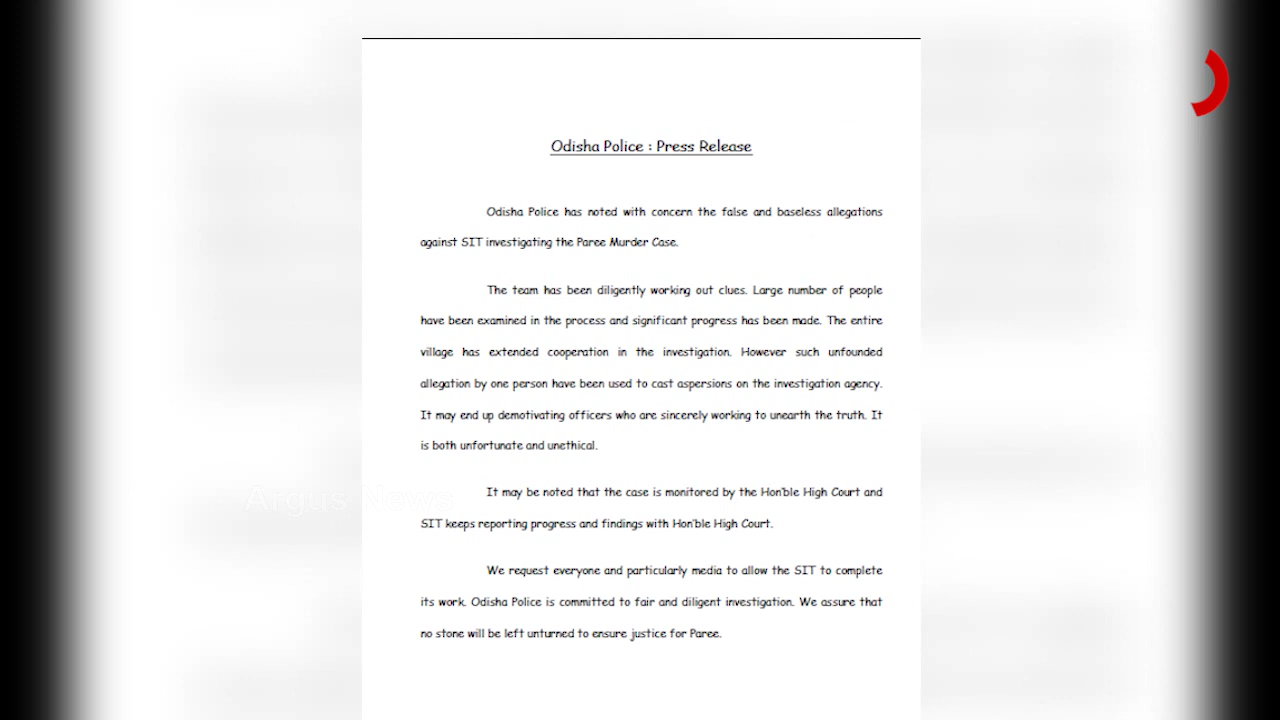 Odisha Police : Press Release
Odisha Police has noted with concern the false and baseless allegations
against SIT investigating the Paree Murder Case.
The team has been diligently working out clues. Large number of people
have been examined in the process and significant progress has been made. The entire
village has extended cooperation in the investigation. However such unfounded
allegation by one person have been used to cast aspersions on the investigation agency.
It may end up demotivating officers who are sincerely working to unearth the truth. It
is both unfortunate and unethical.
Argus News
It may be noted that the case is monitored by the Hon'ble High Court and
SIT keeps reporting progress and findings with Hon'ble High Court.
We request everyone and particularly media to allow the SIT to complete
its work. Odisha Police is committed to fair and diligent investigation. We assure that
no stone will be left unturned to ensure justice for Paree.